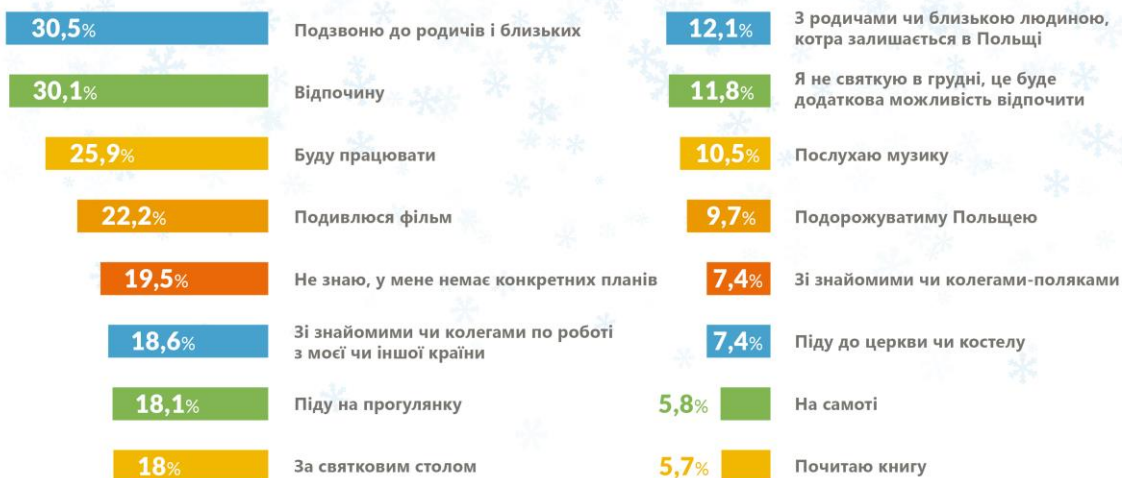 30,5% Подзвоню до родичів і близьких
30,1% Відпочину
25,9% Буду працювати
22,2% Подивлюся фільм
19,5% Не знаю, у мене немає конкретних планів
18,6% Зі знайомими чи колегами по роботі
з моєї чи іншої країни
18,1% Піду на прогулянку
18% За святковим столом
12,1% З родичами чи близькою людиною,
котра залишається в Польщі
11,8% Я не святкую в грудні, це буде
додаткова можливість відпочити
10,5% Послухаю музику
9,7% Подорожуватиму Польщею
7,4% Зі знайомими чи колегами-поляками
7,4% Піду до церкви чи костелу
5,8% На самоті
5,7% Почитаю книгу